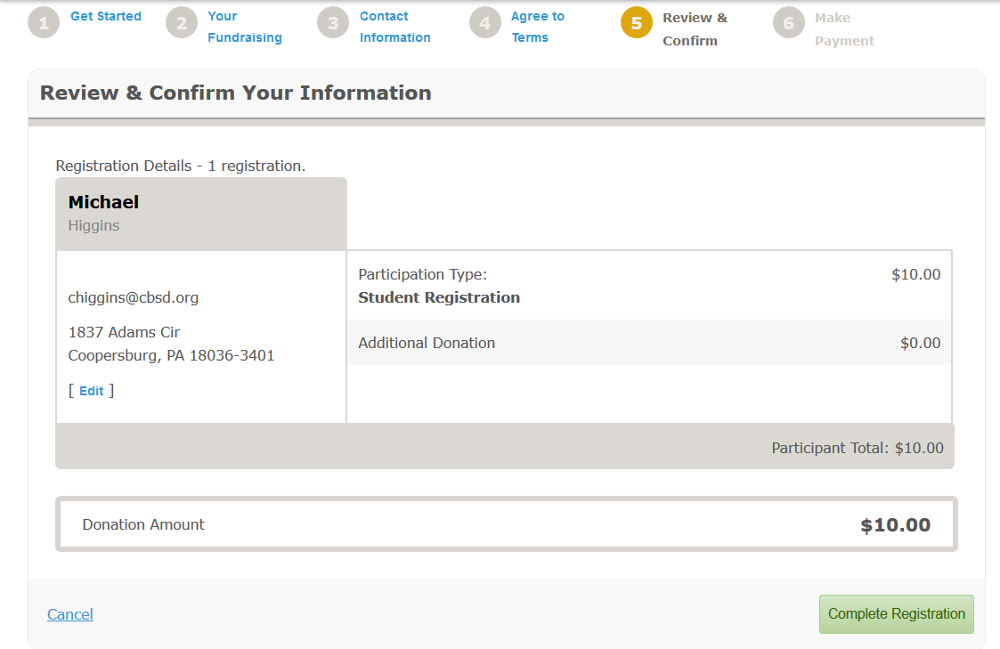 1 Get Started
2 Your
Fundraising
3 Contact
Information
4 Agree to
Terms
5 Review &
Confirm
6 Make
Payment
Review & Confirm Your Information
Registration Details - 1 registration.
Michael
Higgins
chiggins@cbsd.org
1837 Adams Cir
Coopersburg, PA 18036-3401
[ Edit ]
Participation Type: $10.00
Student Registration
Additional Donation $0.00
Participant Total: $10.00
Donation Amount $10.00
Cancel Complete Registration